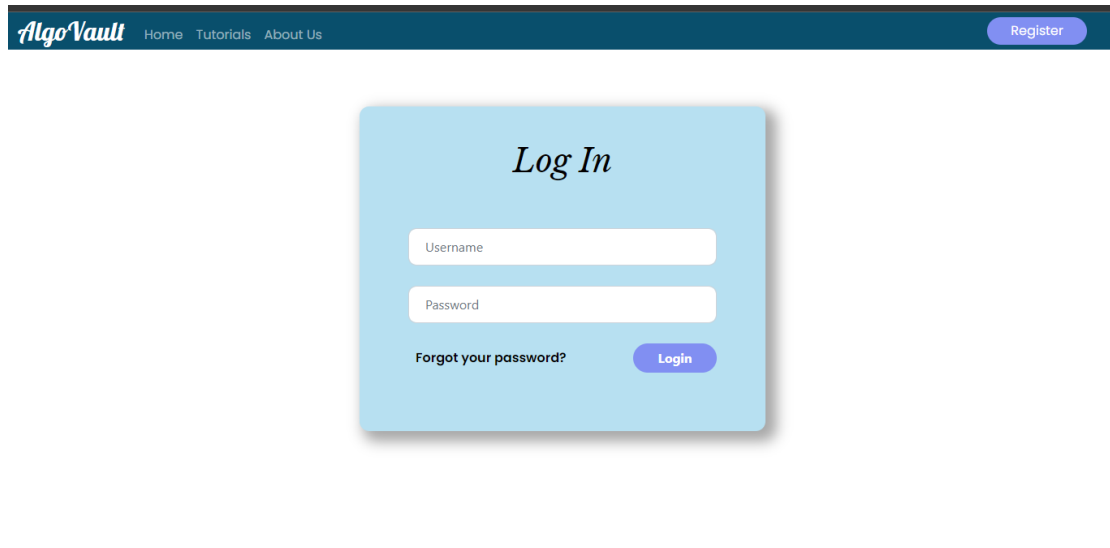 AlgoVault Home Tutorials About Us Register
Log In
Username
Password
Forgot your password? Login